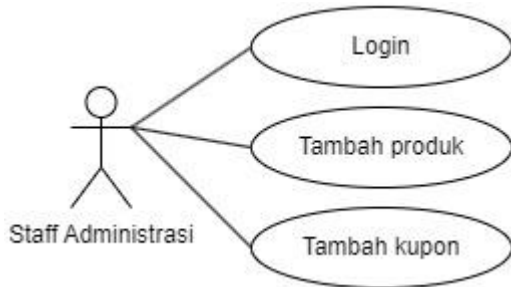 Login
Tambah produk
Staff Administrasi
Tambah kupon